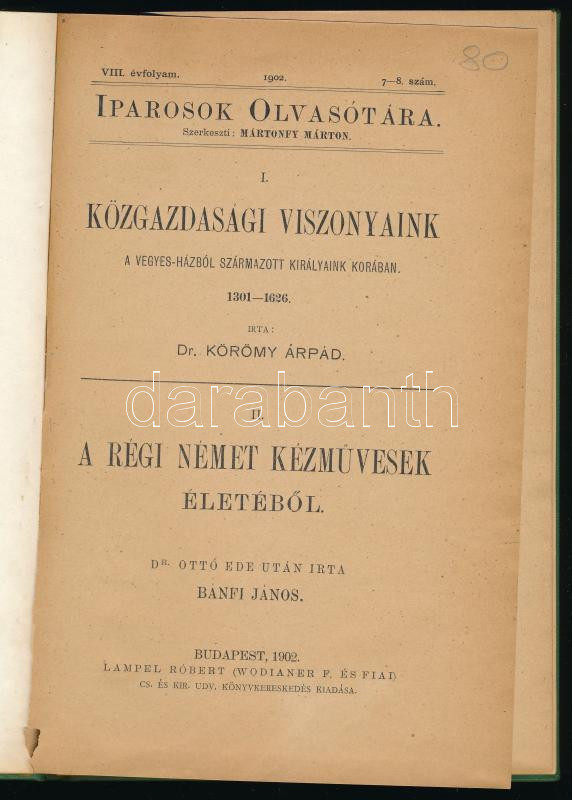 80
VIII. évfolyam. 1902. 7—8. szám.
IPAROSOK OLVASÓTÁRA.
Szerkeszti: MÁRTONFY MÁRTON.
I.
KÖZGAZDASÁGI VISZONYAINK
A VEGYES-HÁZBÓL SZÁRMAZOTT KIRÁLYAINK KORÁBAN.
1301—1626.
IRTA:
Dr. KÖRÖMY ÁRPÁD.
darabanth
II.
A RÉGI NÉMET KÉZMŰVESEK
ÉLETÉBŐL.
DR. OTTÓ EDE UTÁN IRTA
BÁNFI JÁNOS.
BUDAPEST, 1902.
LAMPEL RÓBERT (WODIANER F. ÉS FIAI)
CS. ÉS KIR. UDV. KÖNYVKERESKEDÉS KIADÁSA.